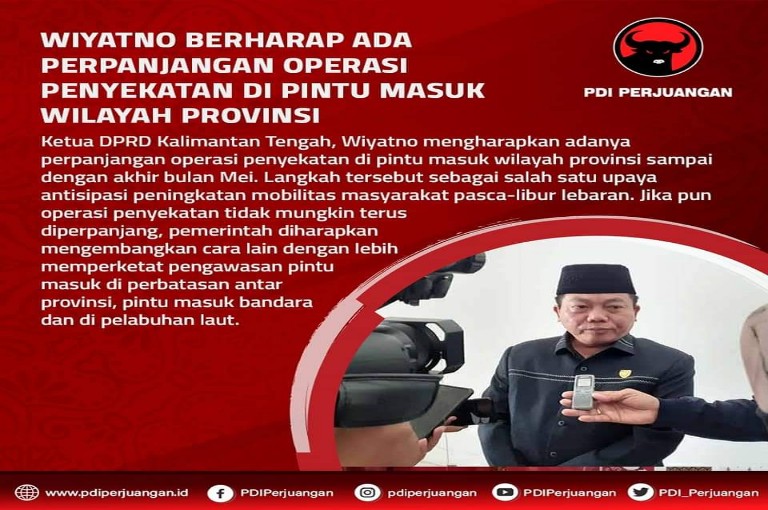 WIYATNO BERHARAP ADA
PERPANJANGAN OPERASI
PENYEKATAN DI PINTU MASUK
WILAYAH PROVINSI
PDI PERJUANGAN
Ketua DPRD Kalimantan Tengah, Wiyatno mengharapkan adanya
perpanjangan operasi penyekatan di pintu masuk wilayah provinsi sampai
dengan akhir bulan Mei. Langkah tersebut sebagai salah satu upaya
antisipasi peningkatan mobilitas masyarakat pasca-libur lebaran. Jika pun
operasi penyekatan tidak mungkin terus
diperpanjang, pemerintah diharapkan
mengembangkan cara lain dengan lebih
memperketat pengawasan pintu
masuk di perbatasan antar
provinsi, pintu masuk bandara
dan di pelabuhan laut.
www.pdiperjuangan.id PDIPerjuangan pdiperjuangan PDIPerjuangan PDI_Perjuangan